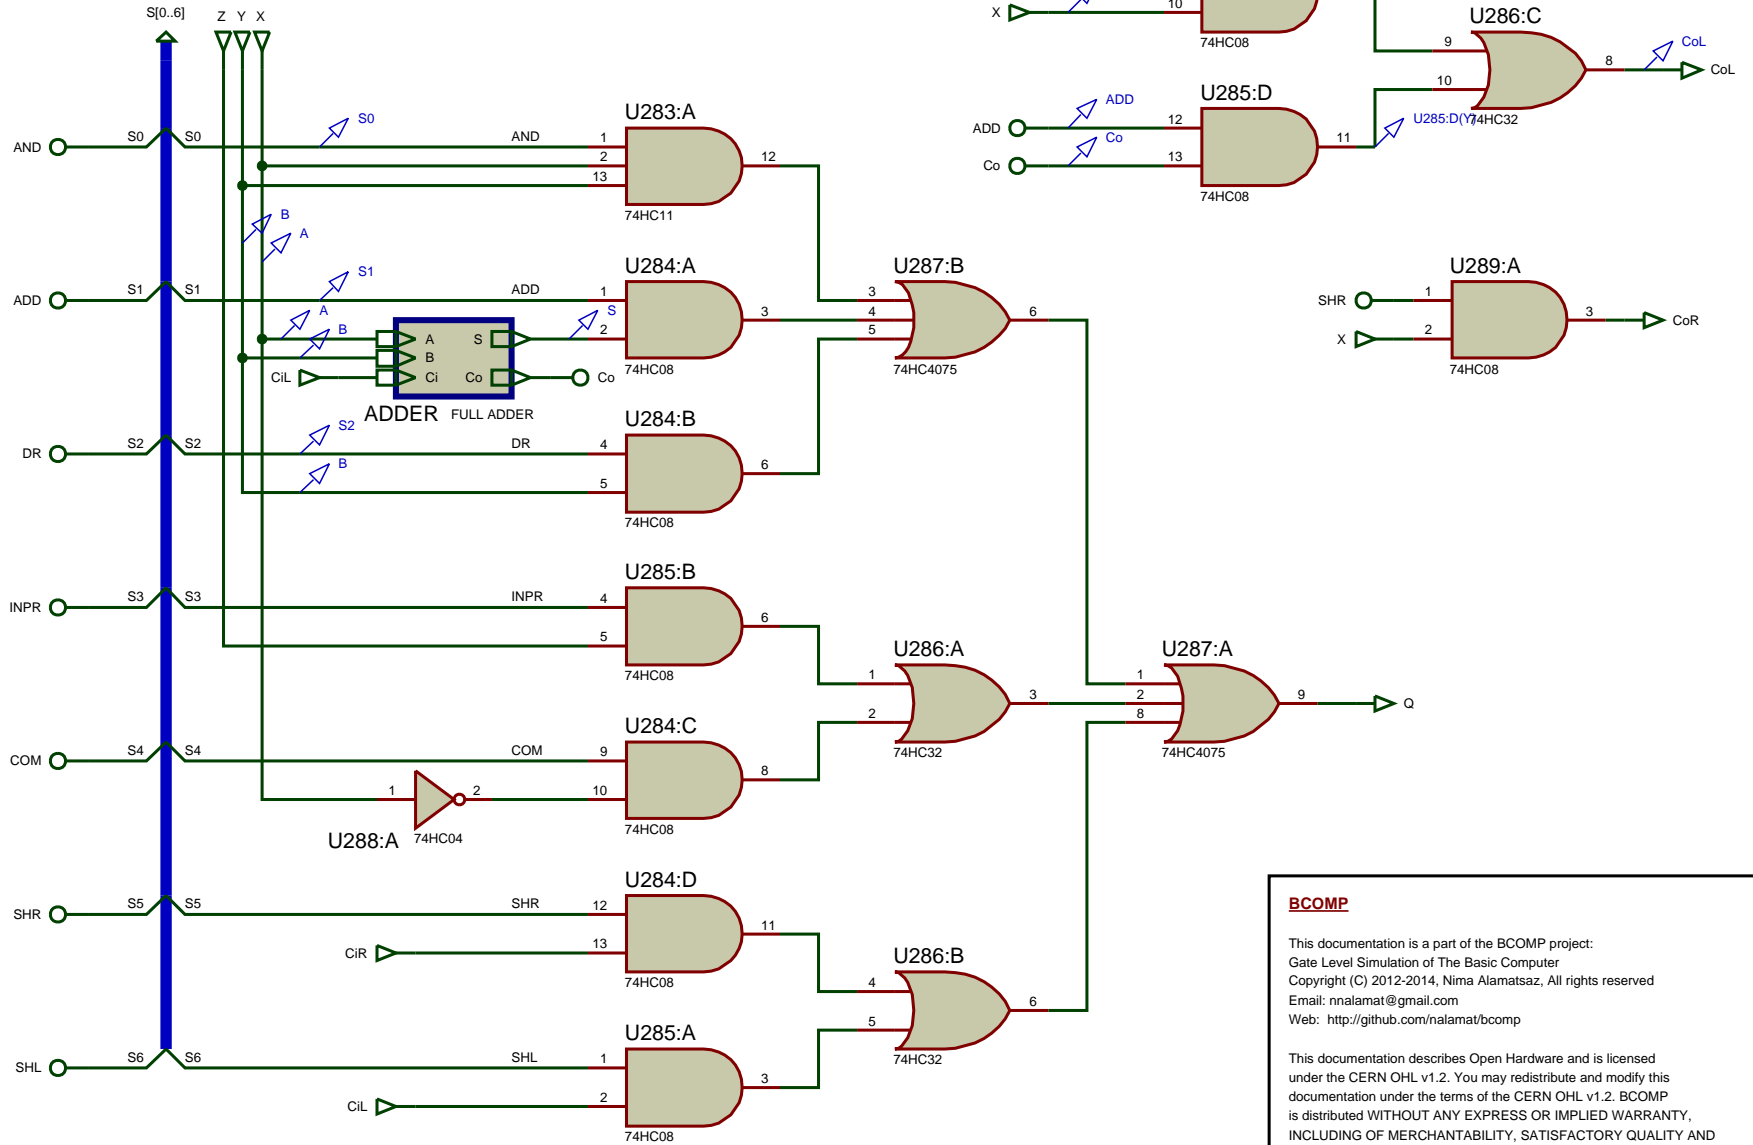 S[0..6] Z Y X
X 10 74HC08
U286:C
9 10 8 CoL CoL
74HC32
U285:D
ADD ADD 12
Co Co 13
11 U285:D(Y)
74HC08
AND S0 S0 S0 AND
U283:A
1 2 13 12
74HC11
B
A
ADD S1 S1 S1 ADD
U284:A
1 2 3
74HC08
A
B
CiL
A B Ci S Co
S
Co
ADDER FULL ADDER
U287:B
3 4 5 6
74HC4075
U289:A
SHR 1
X 2
3 CoR
74HC08
DR S2 S2 S2 DR
B
U284:B
4 5 6
74HC08
INPR S3 S3 INPR
U285:B
4 5 6
74HC08
U286:A
1 2 3
74HC32
U287:A
1 2 8 9 Q
74HC4075
COM S4 S4 COM
U284:C
9 10 8
74HC08
1 2
U288:A 74HC04
SHR S5 S5 SHR
U284:D
12 13 11
CiR
74HC08
U286:B
4 5 6
74HC32
SHL S6 S6 SHL
U285:A
1 2 3
CiL
74HC08
BCOMP
This documentation is a part of the BCOMP project:
Gate Level Simulation of The Basic Computer
Copyright (C) 2012-2014, Nima Alamatsaz, All rights reserved
Email: nnalamat@gmail.com
Web: http://github.com/nalamat/bcomp
This documentation describes Open Hardware and is licensed
under the CERN OHL v1.2. You may redistribute and modify this
documentation under the terms of the CERN OHL v1.2. BCOMP
is distributed WITHOUT ANY EXPRESS OR IMPLIED WARRANTY,
INCLUDING OF MERCHANTABILITY, SATISFACTORY QUALITY AND